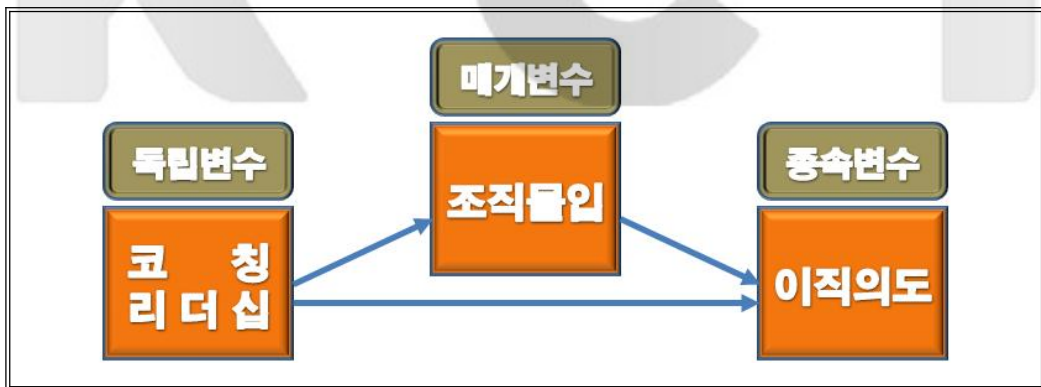 매개변수
조직몰입
독립변수
코 칭
리더십
종속변수
이직의도